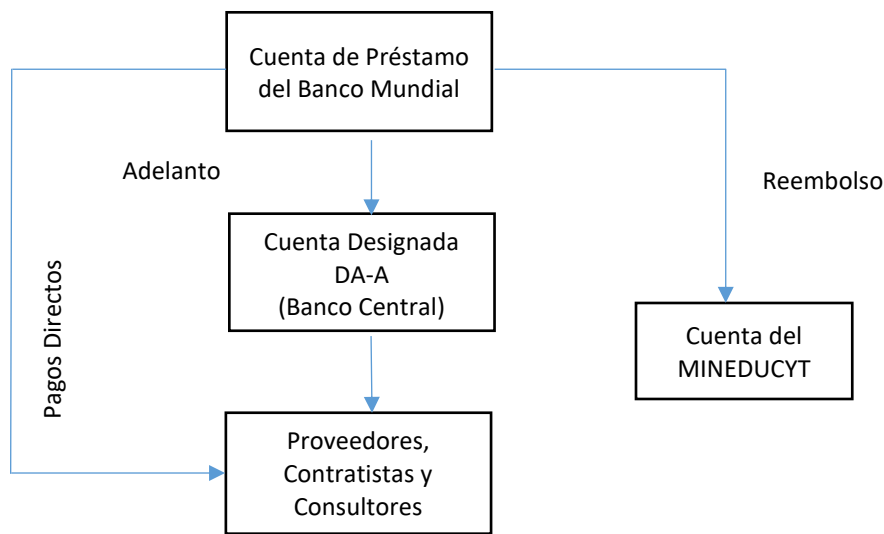 Cuenta de Préstamo
del Banco Mundial
Adelanto
Reembolso
Cuenta Designada
DA-A
(Banco Central)
Pagos Directos
Cuenta del
MINEDUCYT
Proveedores,
Contratistas y
Consultores